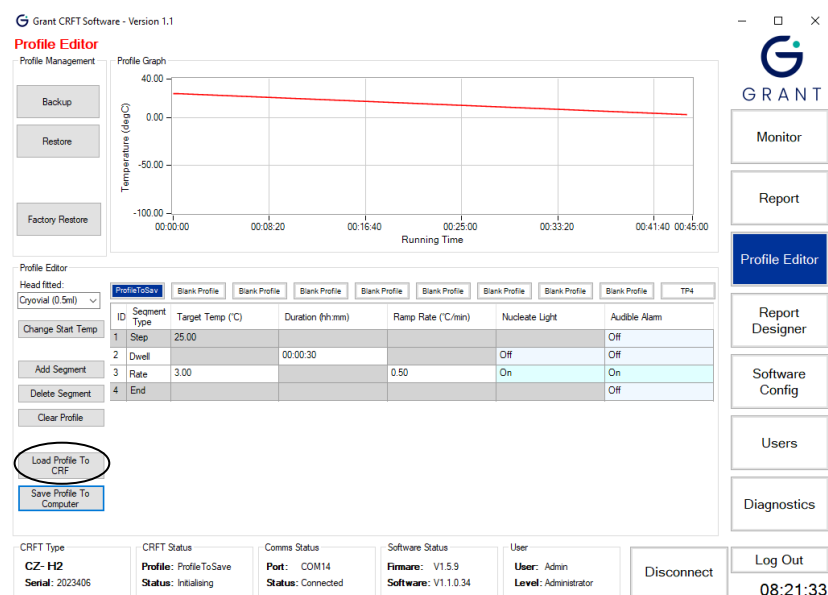 Grant CRFT Software - Version 1.1
Profile Editor
Profile Management
Backup
Restore
Factory Restore
Profile Graph
Temperature (degC)
40.00
0.00
-50.00
-100.00
00:00:00 00:08:20 00:16:40 00:25:00 00:33:20 00:41:40 00:45:00
Running Time
G
GRANT
Monitor
Report
Profile Editor
Report
Designer
Software
Config
Users
Diagnostics
Log Out
08:21:33
Profile Editor
Head fitted:
Cryovial (0.5ml)
Change Start Temp
Add Segment
Delete Segment
Clear Profile
Load Profile To
CRF
Save Profile To
Computer
ProfileToSav Blank Profile Blank Profile Blank Profile Blank Profile Blank Profile Blank Profile Blank Profile Blank Profile TP4
ID Segment Type Target Temp (°C) Duration (hh:mm) Ramp Rate (°C/min) Nucleate Light Audible Alarm
1 Step 25.00 Off
2 Dwell 00:00:30 Off Off
3 Rate 3.00 0.50 On On
4 End Off
CRFT Type
CZ- H2
Serial: 2023406
CRFT Status
Profile: ProfileToSave
Status: Initialising
Comms Status
Port: COM14
Status: Connected
Software Status
Firmare: V1.5.9
Software: V1.1.0.34
User
User: Admin
Level: Administrator
Disconnect